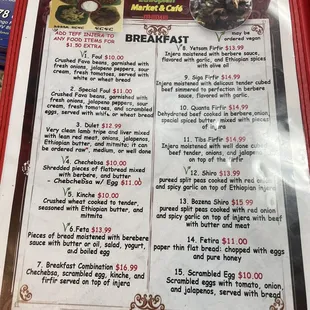 Market & Café
ADD TEFF INJERA TO
ANY FOOD ITEMS FOR
$1.50 EXTRA
may be
ordered
BREAKFAST
1. Foul $10.00
Crushed Fava beans, garnished with
fresh onions, jalapeno peppers, sour
cream, fresh tomatoes, served with
or wheat bread
2. Special Foul $11.00
Crushed Fava beans, garnished with
fresh onions, jalapeno peppers, sour
cream, fresh tomatoes, and scrambled
eggs, served with or wheat bread
3. Dulet $12.99
Very clean lamb tripe and liver mixed
with lean red meat, onions, jalapenos,
Ethiopian butter, and mitmita; it can
be ordered raw, medium, or well done
V 4. Chechebsa $10.00
Shredded pieces of flatbread mixed
with berbere, and butter
- Chebchebsa w/ Egg $11.00
V 5. Kinche $10.00
Crushed wheat cooked to tender,
seasoned with Ethiopian butter, and
mitmita
V 6. Feta $13.99
Pieces of bread moistened with berebere
sauce with butter or oil, salad, yogurt,
and boiled egg
7. Breakfast Combination $16.99
Chechebsa, scrambled egg, kinche, and
firfir served on top of injera
V 8. Yetsom Firfir $13.99
Injera moistened with berbere sauce,
flavored with garlic, and Ethiopian spices
with olive oil
9. Siga Firfir $14.99
Injera moistened with delicious tender cubed
beef simmered to perfection in berbere
sauce, flavored with garlic.
10. Quanta Firfir $14.99
Dehydrated beef cooked in berbere,
special spiced butter mixed with pieces
of injera
11. Tibs Firfir $14.99
Injera moistened with well done
beef tender, onions, and
on top of the
V 12. Shiro $13.99
pured split peas cooked with red onion
and spicy garlic on top of Ethiopian injera
13. Bozena Shiro $15.99
pured split peas cooked with red onion
and spicy garlic on top of injera with beef
butter and meat
14. Fetira $11.00
paper thin flat bread: chopped with eggs
and pure honey
15. Scrambled Egg $10.00
Scrambled eggs with tomato, onion,
and jalapenos, served with bread